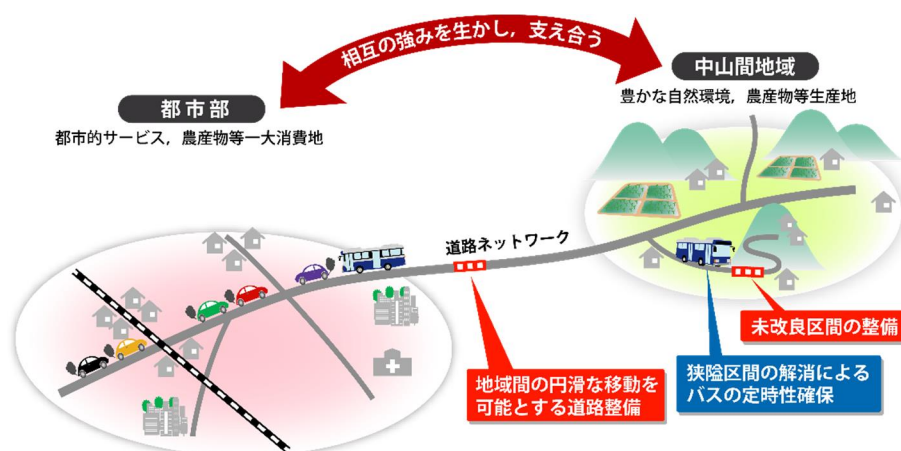 相互の強みを生かし，支え合う
都市部
都市的サービス，農産物等一大消費地
中山間地域
豊かな自然環境，農産物等生産地
道路ネットワーク
未改良区間の整備
地域間の円滑な移動を
可能とする道路整備
狭隘区間の解消による
バスの定時性確保